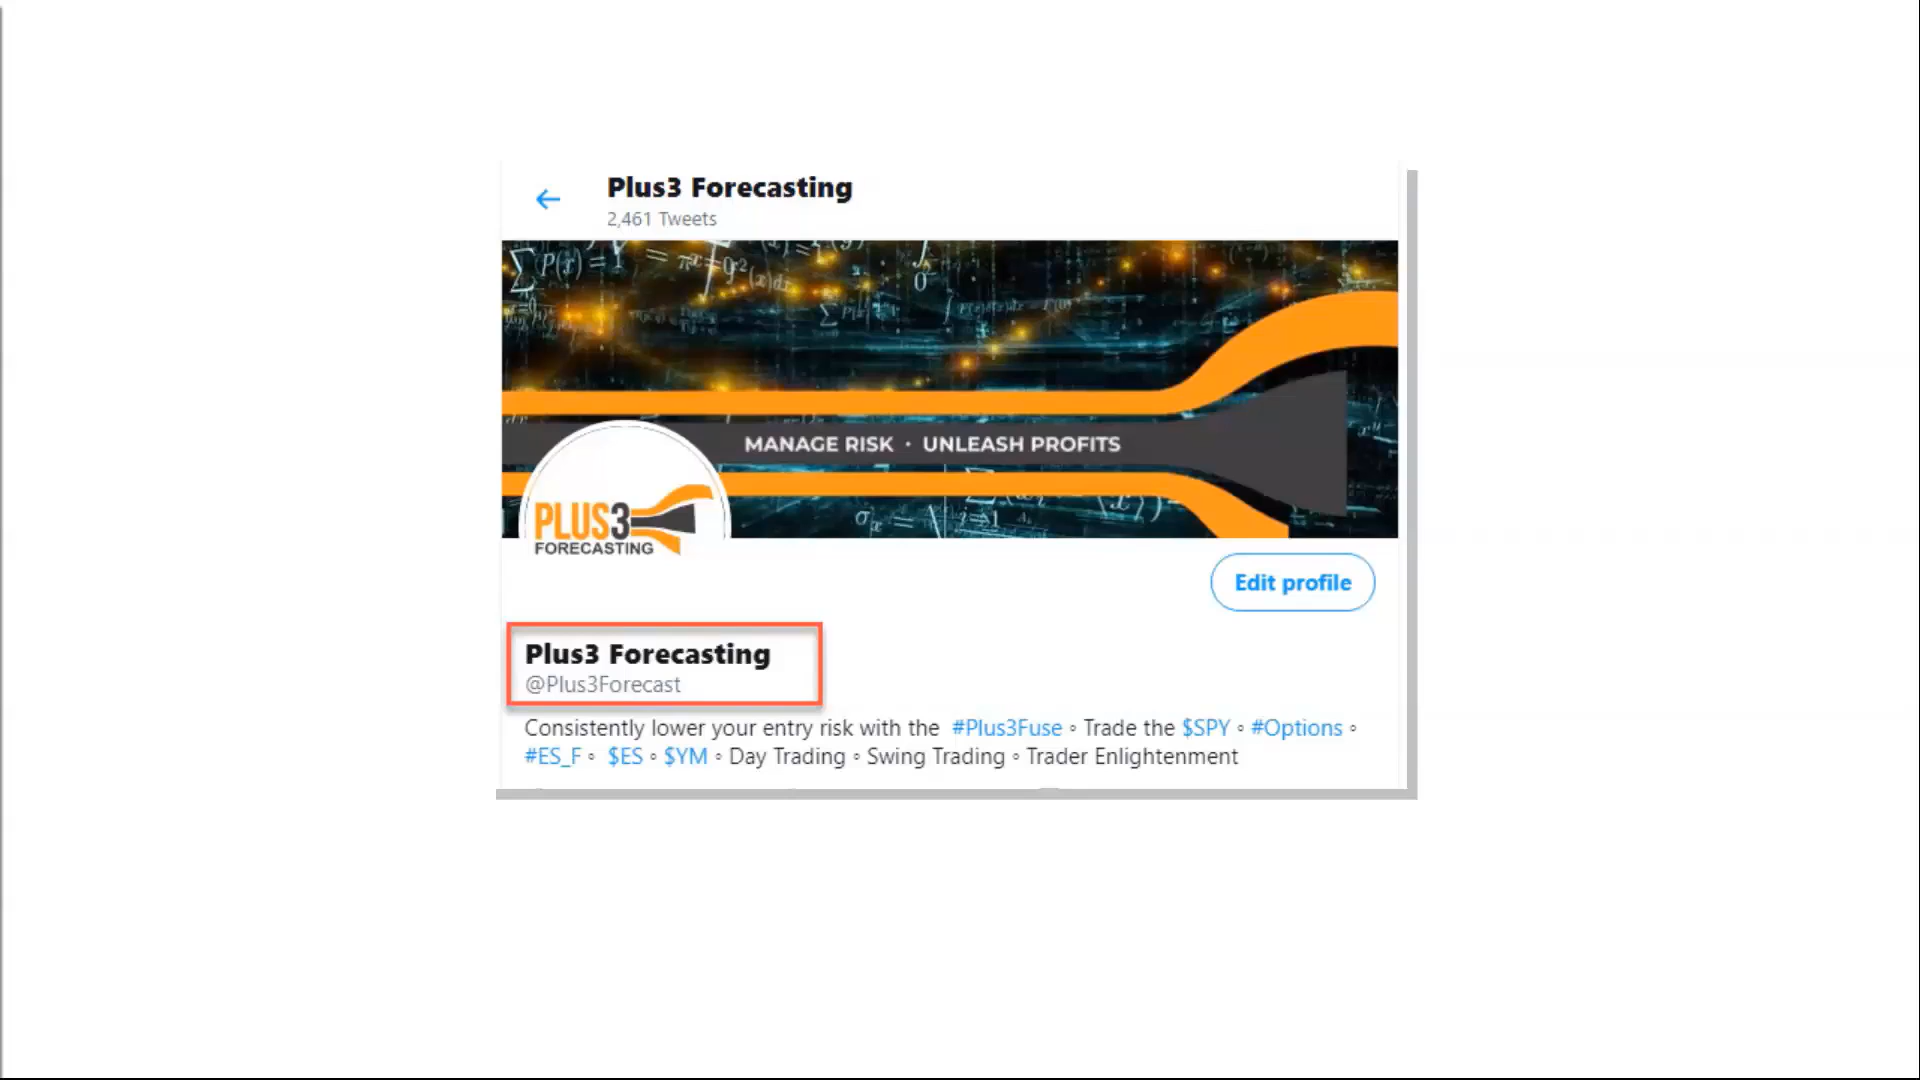 Plus3 Forecasting
2,461 Tweets
MANAGE RISK · UNLEASH PROFITS
PLUS3
FORECASTING
Edit profile
Plus3 Forecasting
@Plus3Forecast
Consistently lower your entry risk with the #Plus3Fuse ◦ Trade the $SPY ◦ #Options ◦
#ES_F ◦ $ES ◦ $YM ◦ Day Trading ◦ Swing Trading ◦ Trader Enlightenment